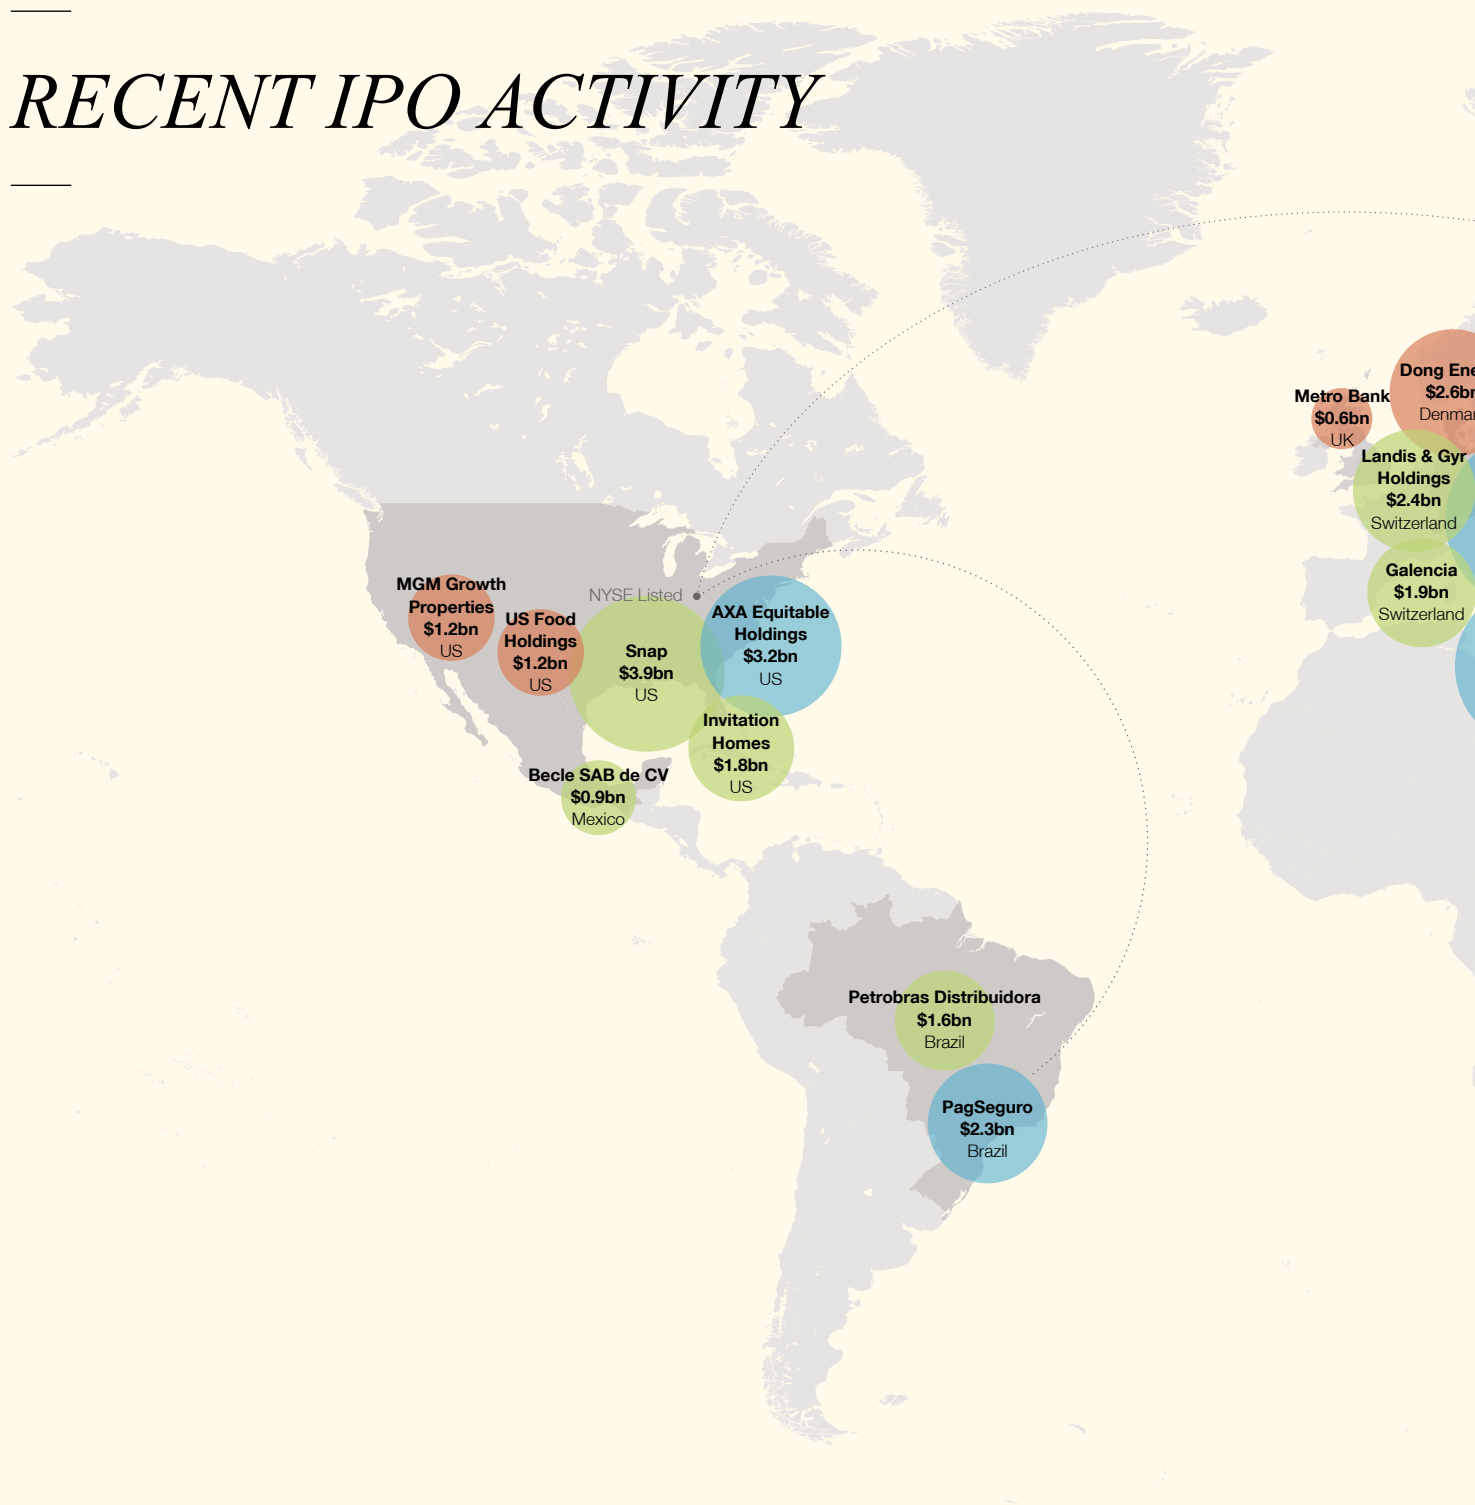 RECENT IPO ACTIVITY
Metro Bank
$0.6bn
UK
Dong Ene
$2.6bn
Denmar
Landis & Gyr
Holdings
$2.4bn
Switzerland
Galencia
$1.9bn
Switzerland
MGM Growth
Properties
$1.2bn
US
US Food
Holdings
$1.2bn
US
NYSE Listed
Snap
$3.9bn
US
AXA Equitable
Holdings
$3.2bn
US
Invitation
Homes
$1.8bn
US
Becle SAB de CV
$0.9bn
Mexico
Petrobras Distribuidora
$1.6bn
Brazil
PagSeguro
$2.3bn
Brazil